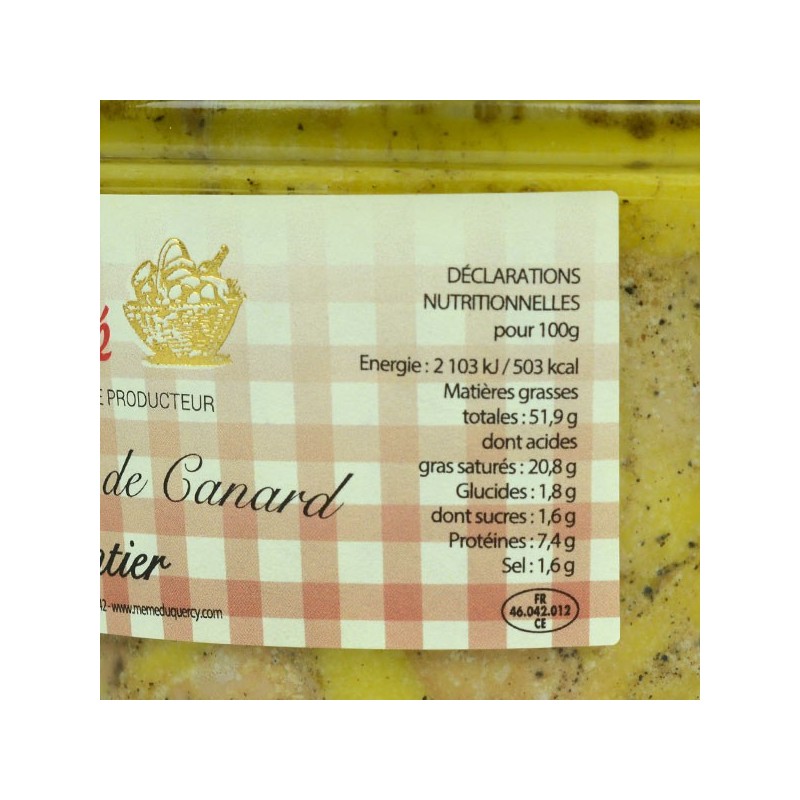 é
E PRODUCTEUR
de Canard
ntier
42 - www.memeduquercy.com
DÉCLARATIONS
NUTRITIONNELLES
pour 100g
Energie : 2 103 kJ / 503 kcal
Matières grasses
totales : 51,9 g
dont acides
gras saturés : 20,8 g
Glucides : 1,8 g
dont sucres : 1,6 g
Protéines : 7,4 g
Sel : 1,6 g
FR
46.042.012
CE